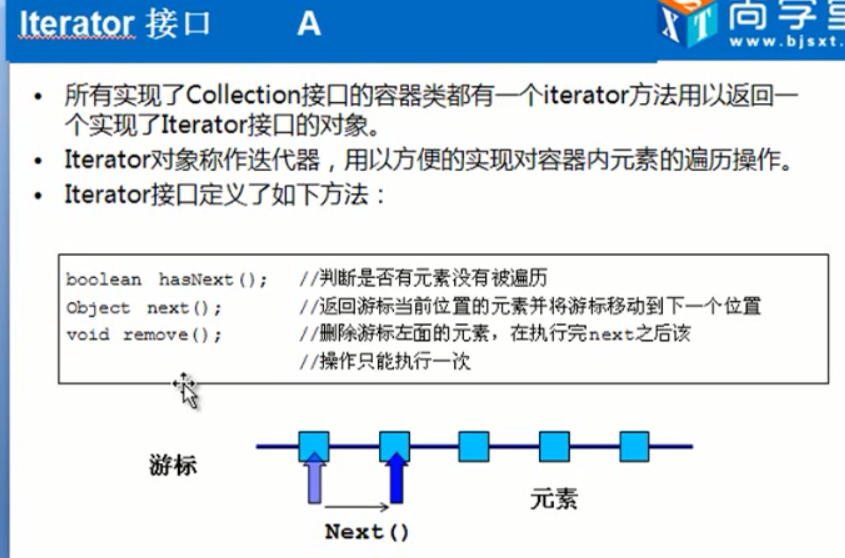 Iterator 接口 A
尚学
www.bjsxt.
• 所有实现了Collection接口的容器类都有一个iterator方法用以返回一
个实现了Iterator接口的对象。
• Iterator对象称作迭代器，用以方便的实现对容器内元素的遍历操作。
• Iterator接口定义了如下方法：
boolean hasNext(); //判断是否有元素没有被遍历
Object next(); //返回游标当前位置的元素并将游标移动到下一个位置
void remove(); //删除游标左面的元素，在执行完next之后该
//操作只能执行一次
游标
元素
Next()